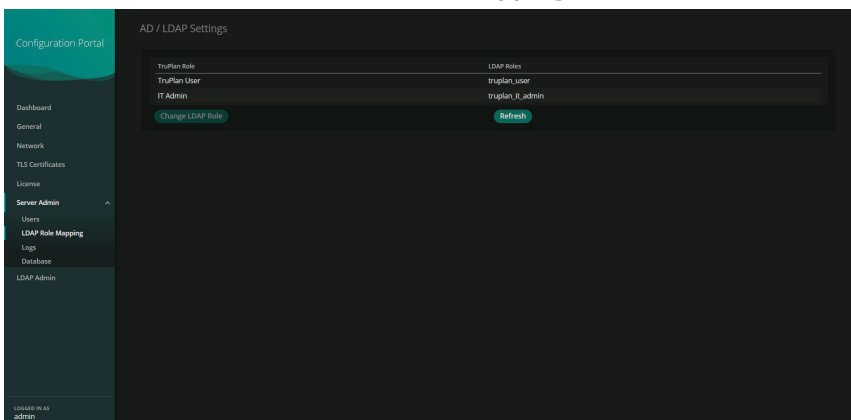 AD / LDAP Settings
Configuration Portal
TruPlan Role LDAP Roles
TruPlan User truplan_user
IT Admin truplan_it_admin
Change LDAP Role Refresh
Dashboard
General
Network
TLS Certificates
License
Server Admin
Users
LDAP Role Mapping
Logs
Database
LDAP Admin
LOGGED IN AS
admin